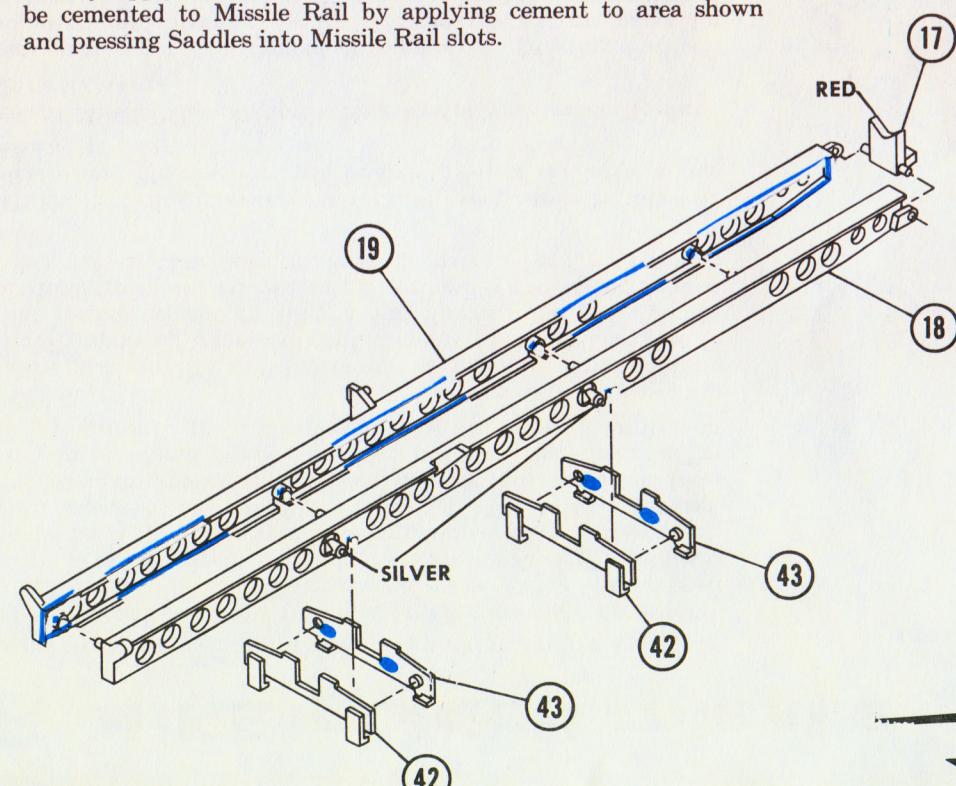 be cemented to Missile Rail by applying cement to area shown
and pressing Saddles into Missile Rail slots.
17
RED
19
18
SILVER
43
42
43
42